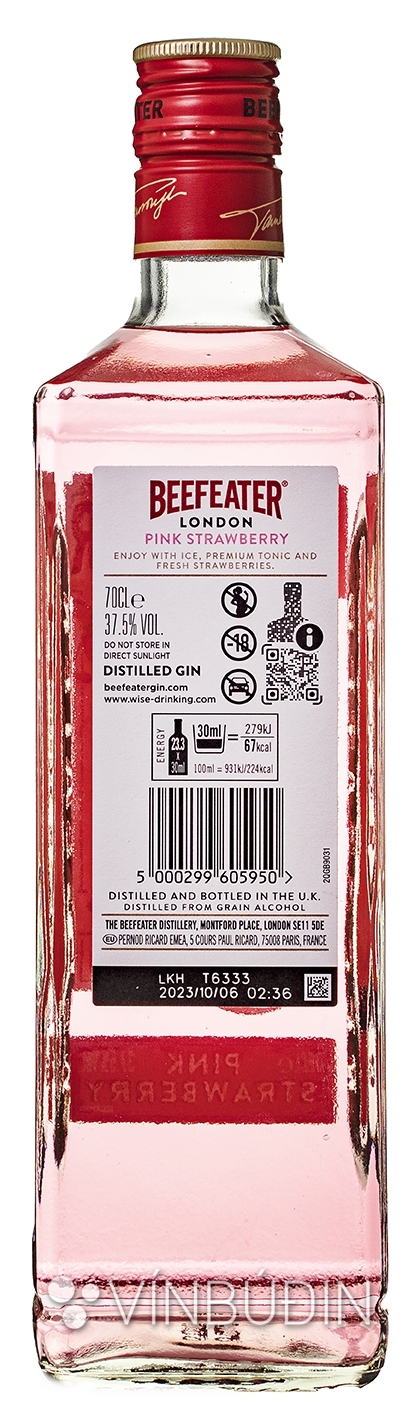 EATER BEEFEA
BEEFEATER®
LONDON
PINK STRAWBERRY
ENJOY WITH ICE, PREMIUM TONIC AND
FRESH STRAWBERRIES.
70CL℮
37.5% VOL.
DO NOT STORE IN
DIRECT SUNLIGHT
DISTILLED GIN
beefeatergin.com
www.wise-drinking.com
-18
i
ENERGY
23.3
x
30ml
30ml = 279kJ
67kcal
100ml = 931kJ/224kcal
5 000299 605950 >
20GB9031
DISTILLED AND BOTTLED IN THE U.K.
DISTILLED FROM GRAIN ALCOHOL
THE BEEFEATER DISTILLERY, MONTFORD PLACE, LONDON SE11 5DE
EU PERNOD RICARD EMEA, 5 COURS PAUL RICARD, 75008 PARIS, FRANCE
LKH T6333
2023/10/06 02:36
PINK
STRAWBERRY
VÍNBÚÐIN